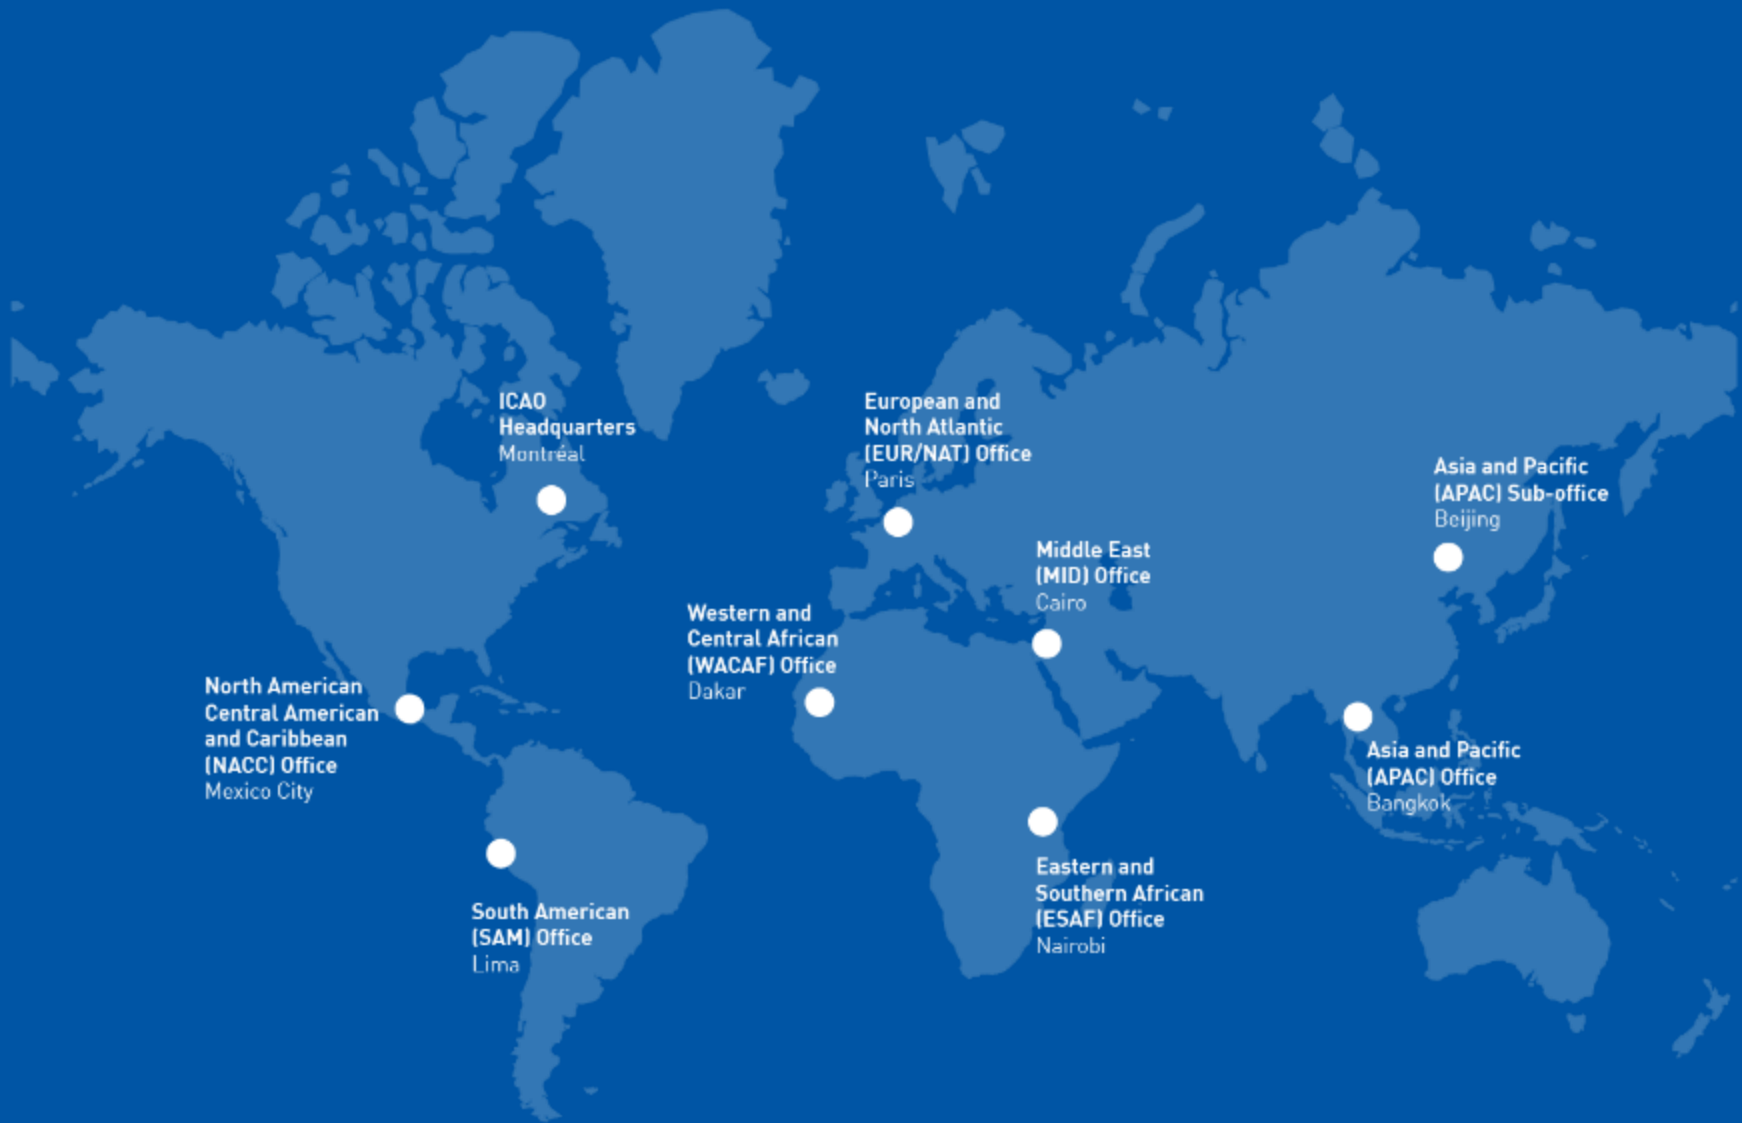 ICAO
Headquarters
Montréal
European and
North Atlantic
(EUR/NAT) Office
Paris
Asia and Pacific
(APAC) Sub-office
Beijing
Middle East
(MID) Office
Cairo
Western and
Central African
(WACAF) Office
Dakar
North American
Central American
and Caribbean
(NACC) Office
Mexico City
Asia and Pacific
(APAC) Office
Bangkok
Eastern and
Southern African
(ESAF) Office
Nairobi
South American
(SAM) Office
Lima